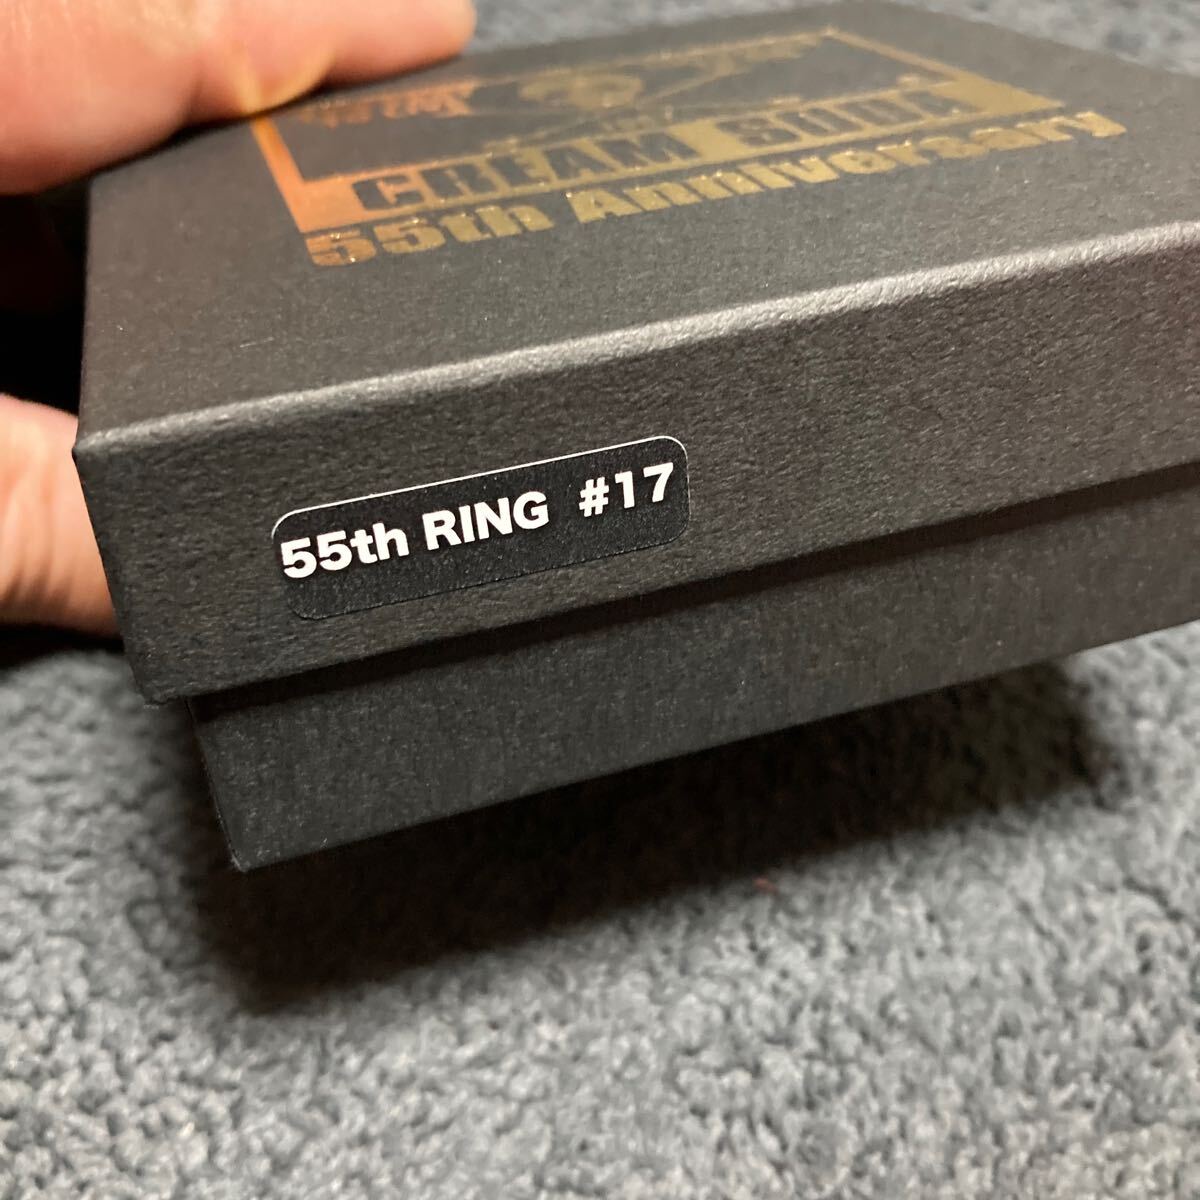 CREAM SODA
55th Anniversary
55th RING #17